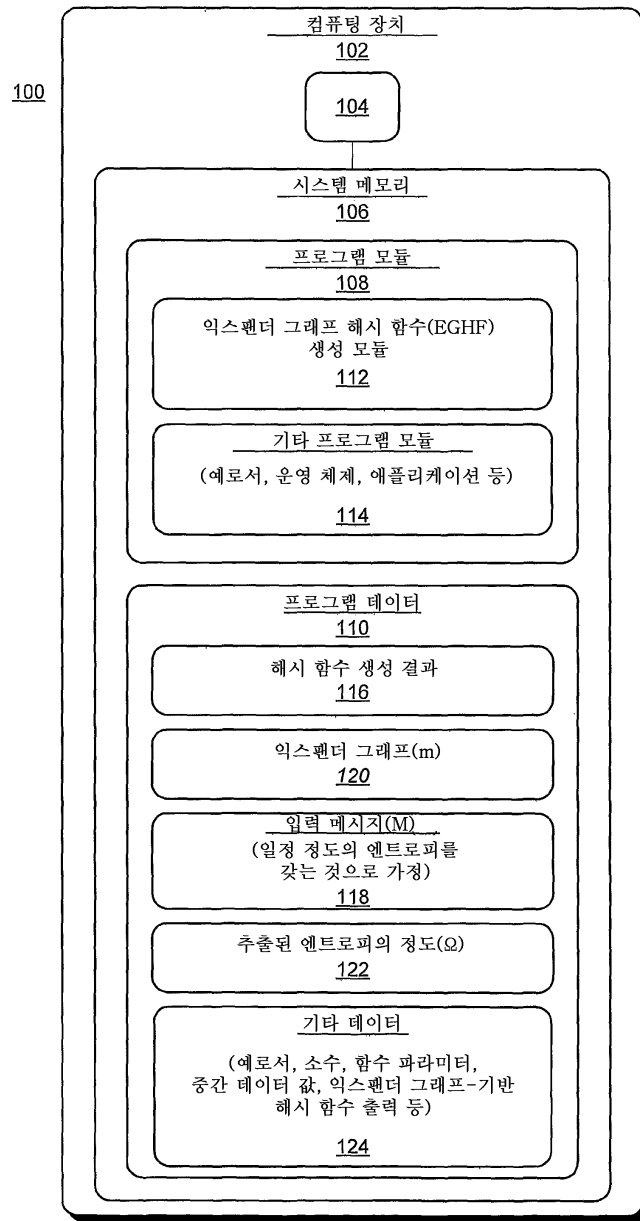 컴퓨팅 장치
102
100
104
시스템 메모리
106
프로그램 모듈
108
익스팬더 그래프 해시 함수(EGHF)
생성 모듈
112
기타 프로그램 모듈
(예로서, 운영 체제, 애플리케이션 등)
114
프로그램 데이터
110
해시 함수 생성 결과
116
익스팬더 그래프(m)
120
입력 메시지(M)
(일정 정도의 엔트로피를
갖는 것으로 가정)
118
추출된 엔트로피의 정도(Ω)
122
기타 데이터
(예로서, 소수, 함수 파라미터,
중간 데이터 값, 익스팬더 그래프-기반
해시 함수 출력 등)
124